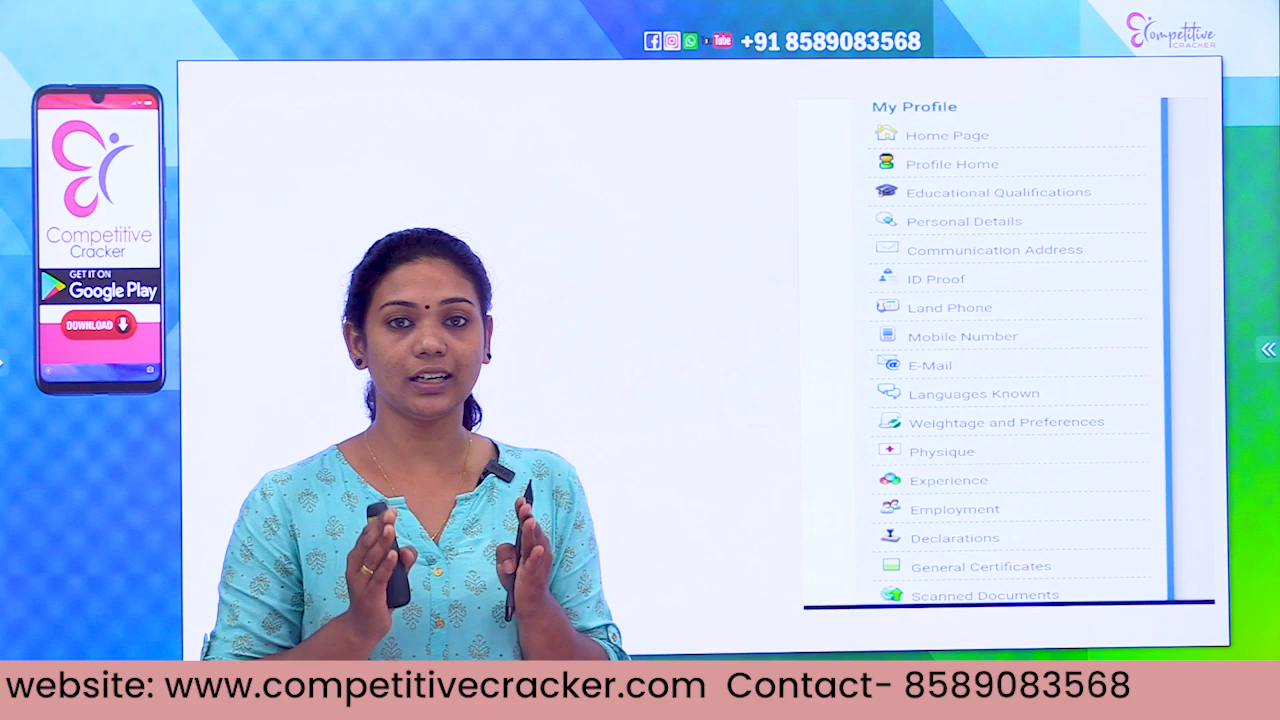 Tube +91 8589083568
Competitive
CRACKER
Competitive
Cracker
GET IT ON
Google Play
DOWNLOAD
My Profile
Home Page
Profile Home
Educational Qualifications
Personal Details
Communication Address
ID Proof
Land Phone
Mobile Number
E-Mail
Languages Known
Weightage and Preferences
Physique
Experience
Employment
Declarations
General Certificates
Scanned Documents
website: www.competitivecracker.com Contact- 8589083568